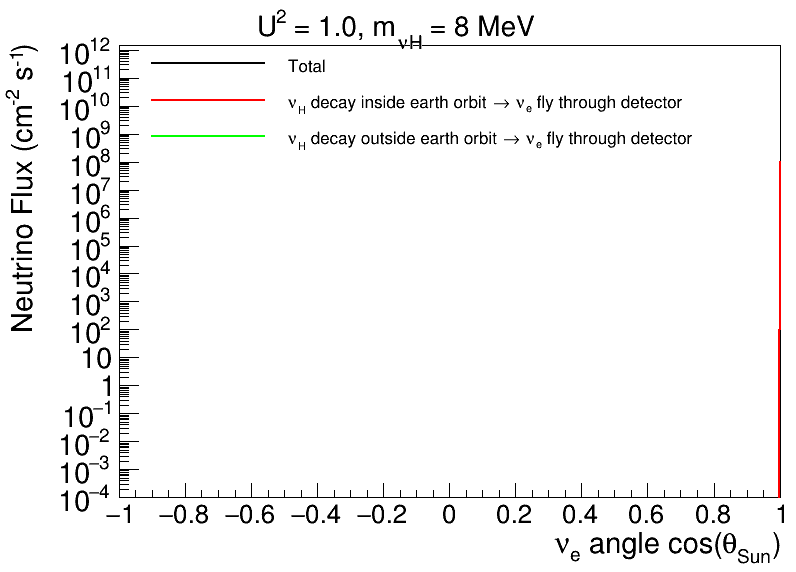 U² = 1.0, m_νH = 8 MeV
Neutrino Flux (cm⁻² s⁻¹)
10¹²
10¹¹
10¹⁰
10⁹
10⁸
10⁷
10⁶
10⁵
10⁴
10³
10²
10
1
10⁻¹
10⁻²
10⁻³
10⁻⁴
Total
ν_H decay inside earth orbit → ν_e fly through detector
ν_H decay outside earth orbit → ν_e fly through detector
−1 −0.8 −0.6 −0.4 −0.2 0 0.2 0.4 0.6 0.8 1
ν_e angle cos(θ_Sun)